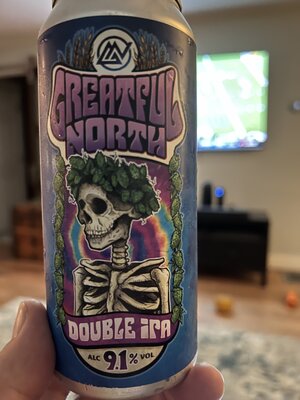 GREATFUL
NORTH
DOUBLE IPA
ALC 9.1% VOL